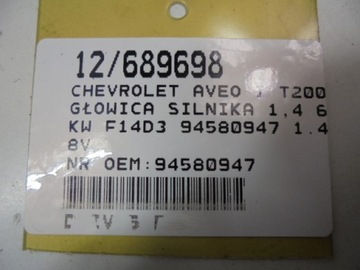 12/689698
CHEVROLET AVEO T200
GŁOWICA SILNIKA 1,4 6
KW F14D3 94580947 1.4
8V
NR OEM:94580947